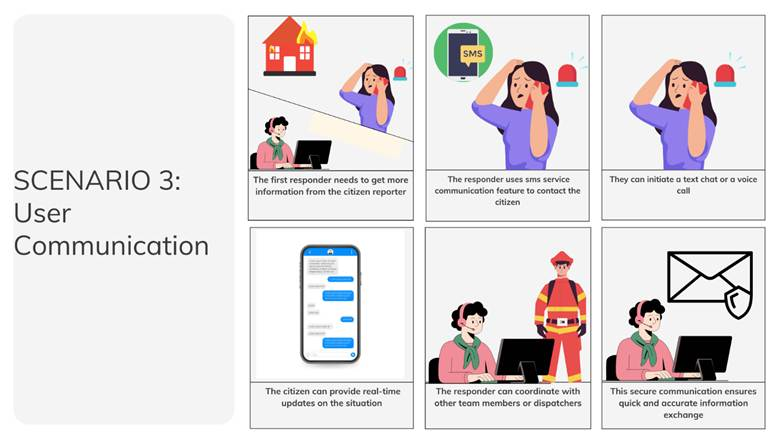 SCENARIO 3:
User
Communication
The first responder needs to get more
information from the citizen reporter
SMS
The responder uses sms service
communication feature to contact the
citizen
They can initiate a text chat or a voice
call
The citizen can provide real-time
updates on the situation
The responder can coordinate with
other team members or dispatchers
This secure communication ensures
quick and accurate information
exchange